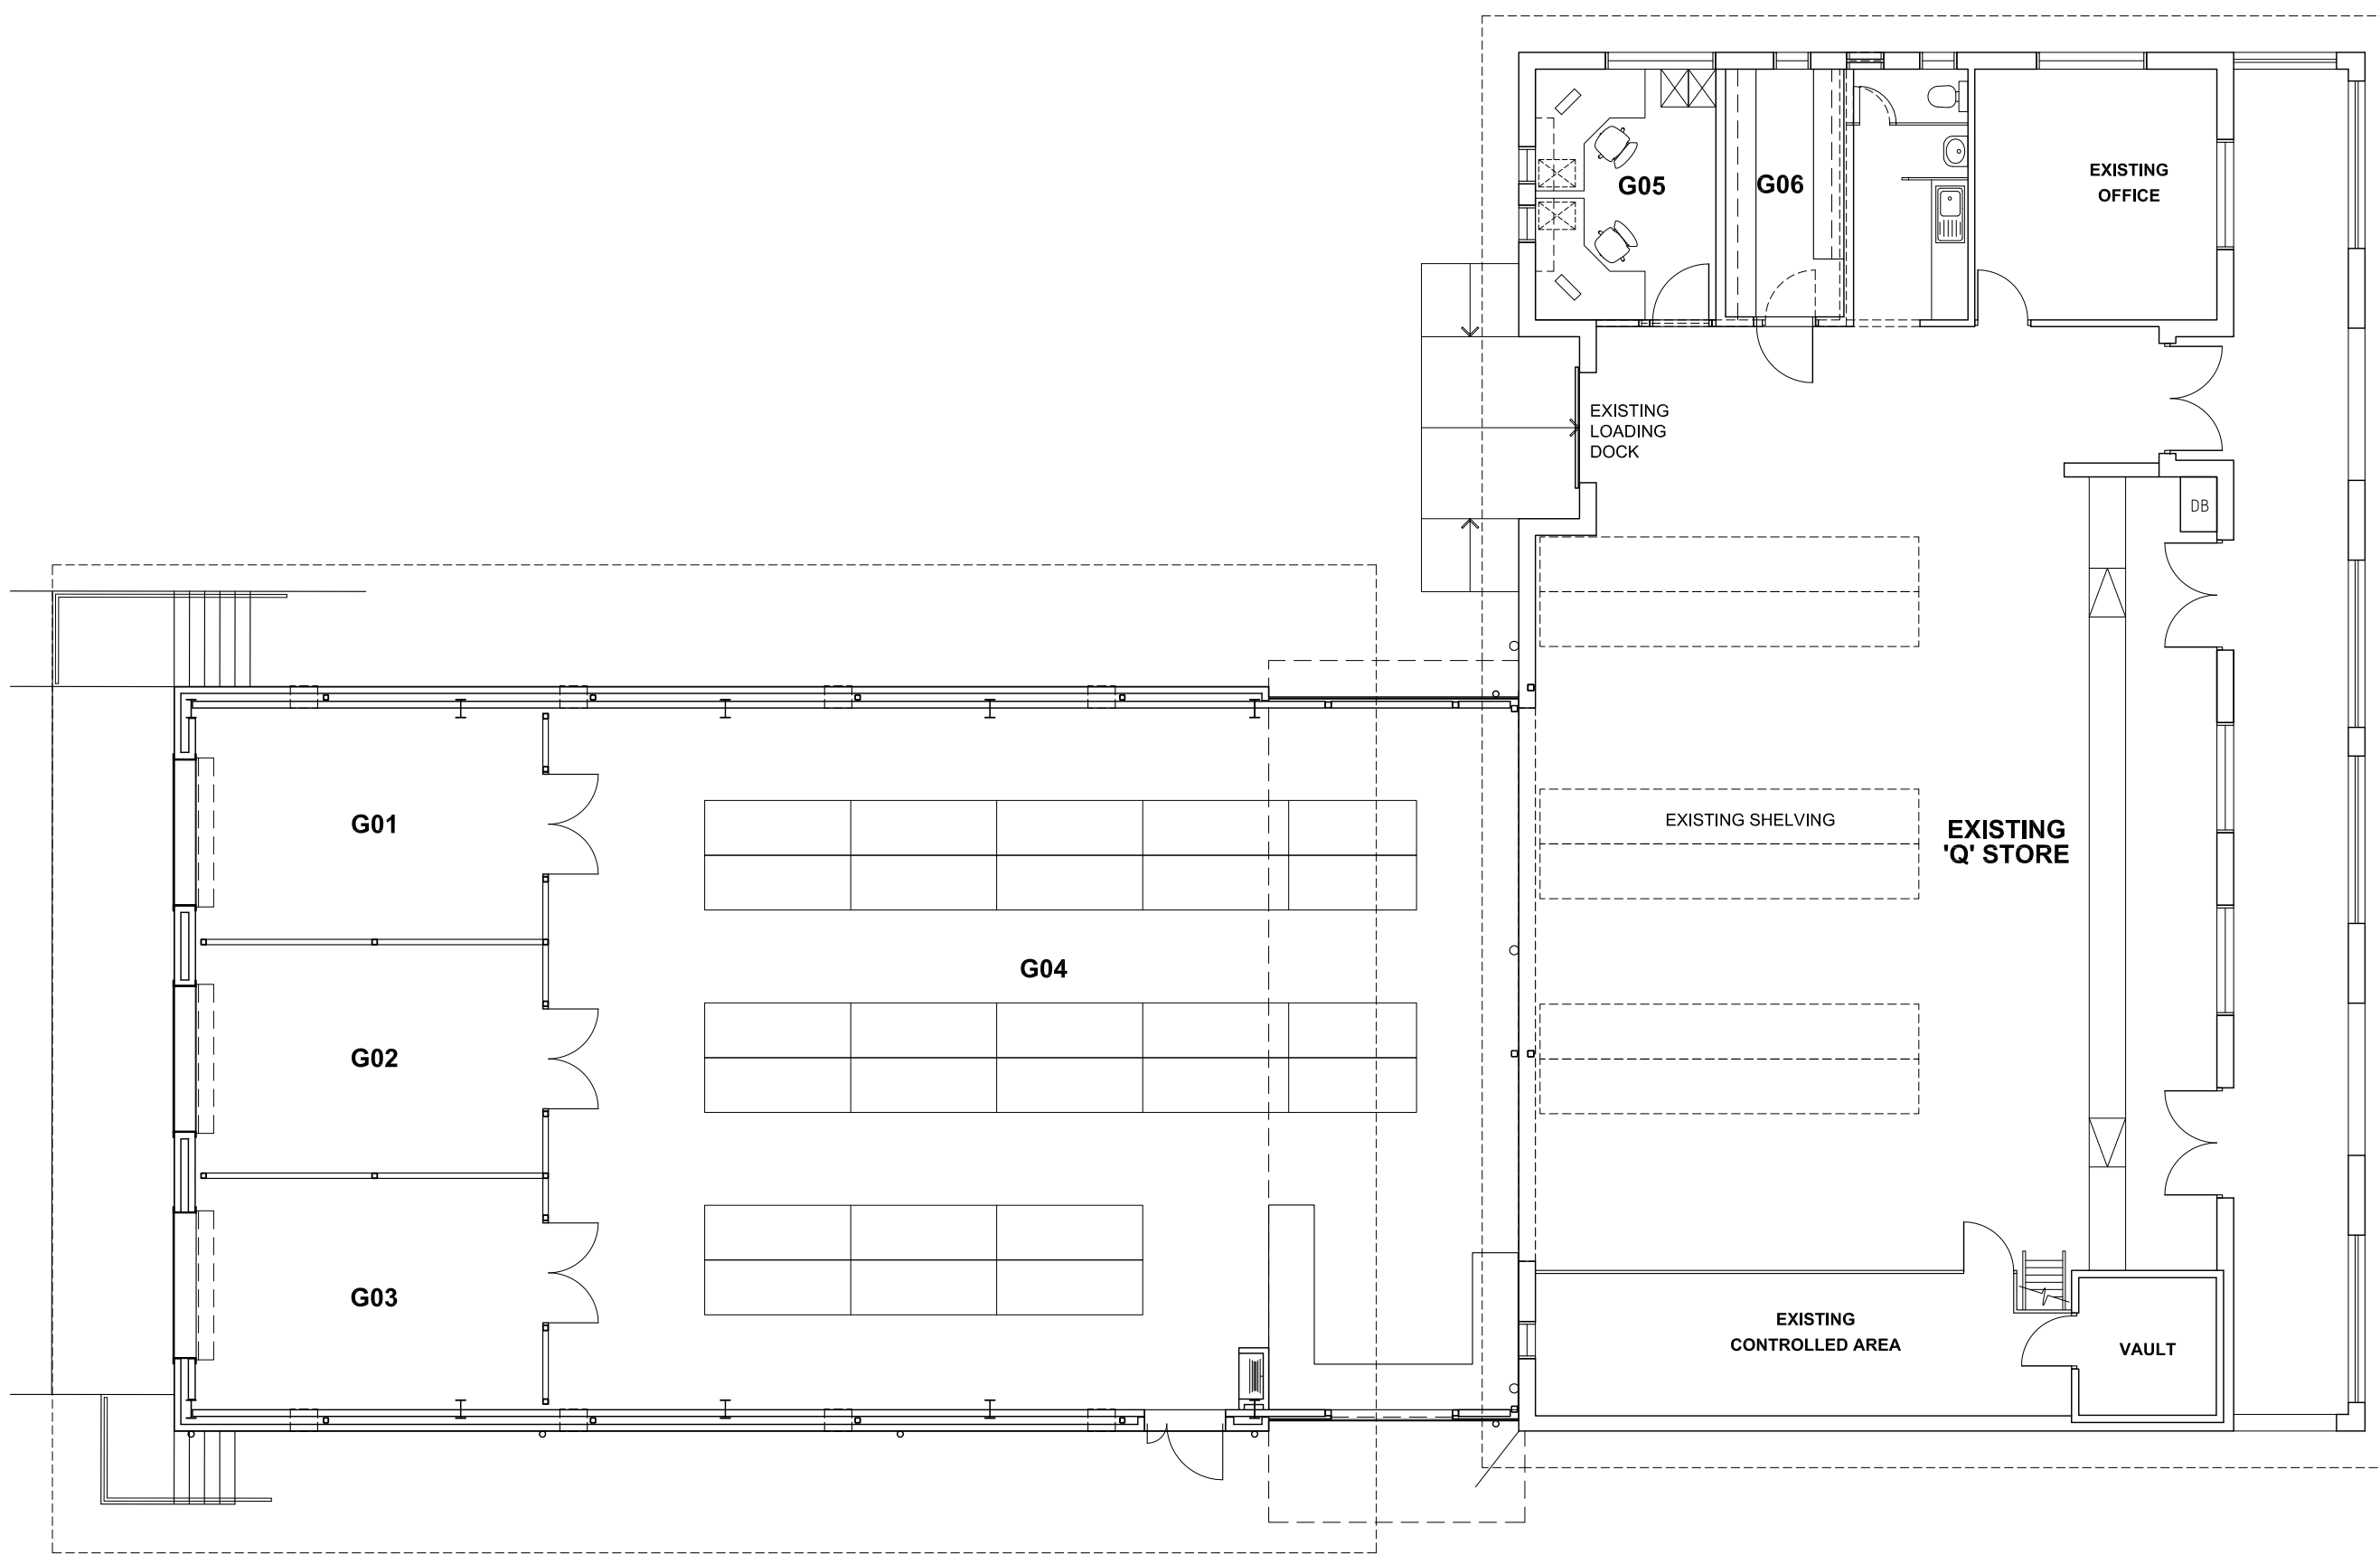 G05
G06
EXISTING
OFFICE
EXISTING
LOADING
DOCK
DB
G01
EXISTING SHELVING
EXISTING
'Q' STORE
G04
G02
G03
EXISTING
CONTROLLED AREA
VAULT